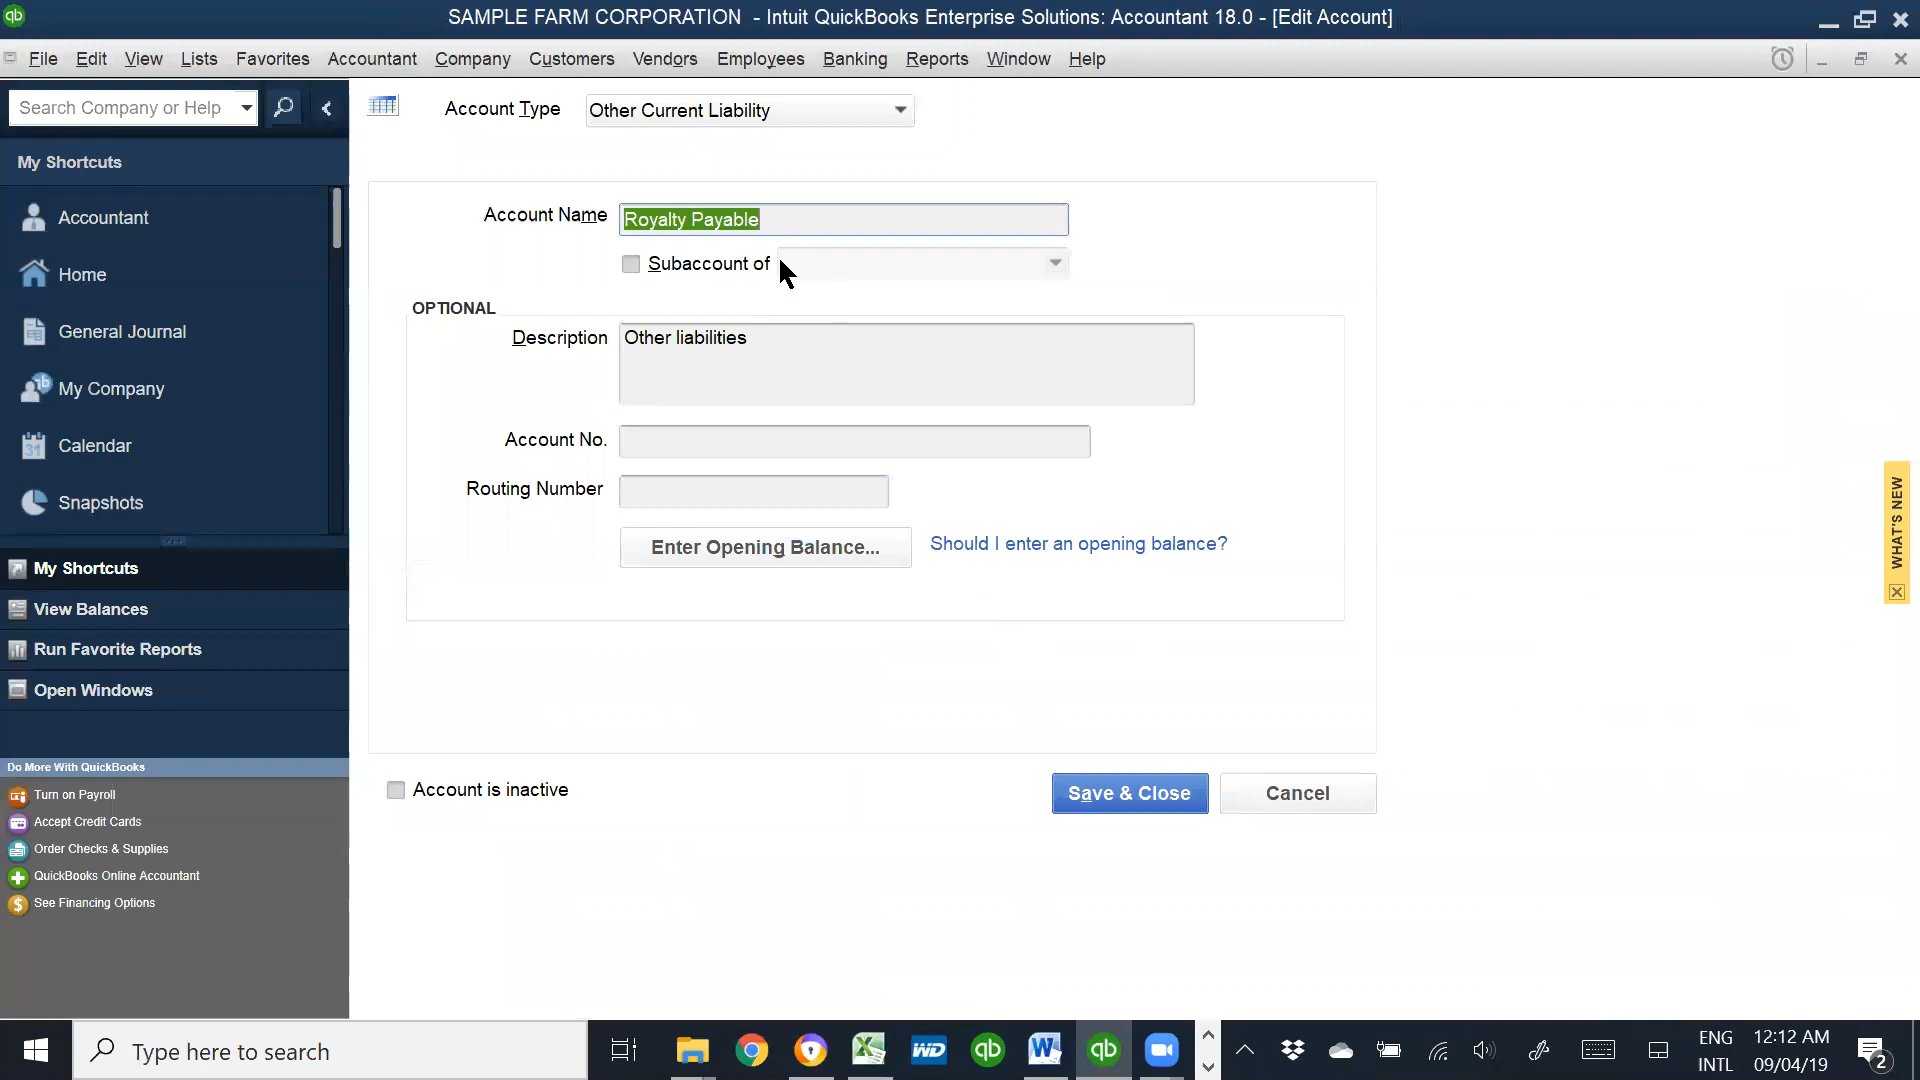 qb SAMPLE FARM CORPORATION - Intuit QuickBooks Enterprise Solutions: Accountant 18.0 - [Edit Account]
File Edit View Lists Favorites Accountant Company Customers Vendors Employees Banking Reports Window Help
Search Company or Help
Account Type Other Current Liability
My Shortcuts
Accountant
Home
General Journal
My Company
31 Calendar
Snapshots
My Shortcuts
View Balances
Run Favorite Reports
Open Windows
Do More With QuickBooks
Turn on Payroll
Accept Credit Cards
Order Checks & Supplies
QuickBooks Online Accountant
See Financing Options
Account Name Royalty Payable
Subaccount of
OPTIONAL
Description Other liabilities
Account No.
Routing Number
Enter Opening Balance... Should I enter an opening balance?
Account is inactive
Save & Close Cancel
WHAT'S NEW
Type here to search
WD qb W qb
ENG
INTL
12:12 AM
09/04/19
2